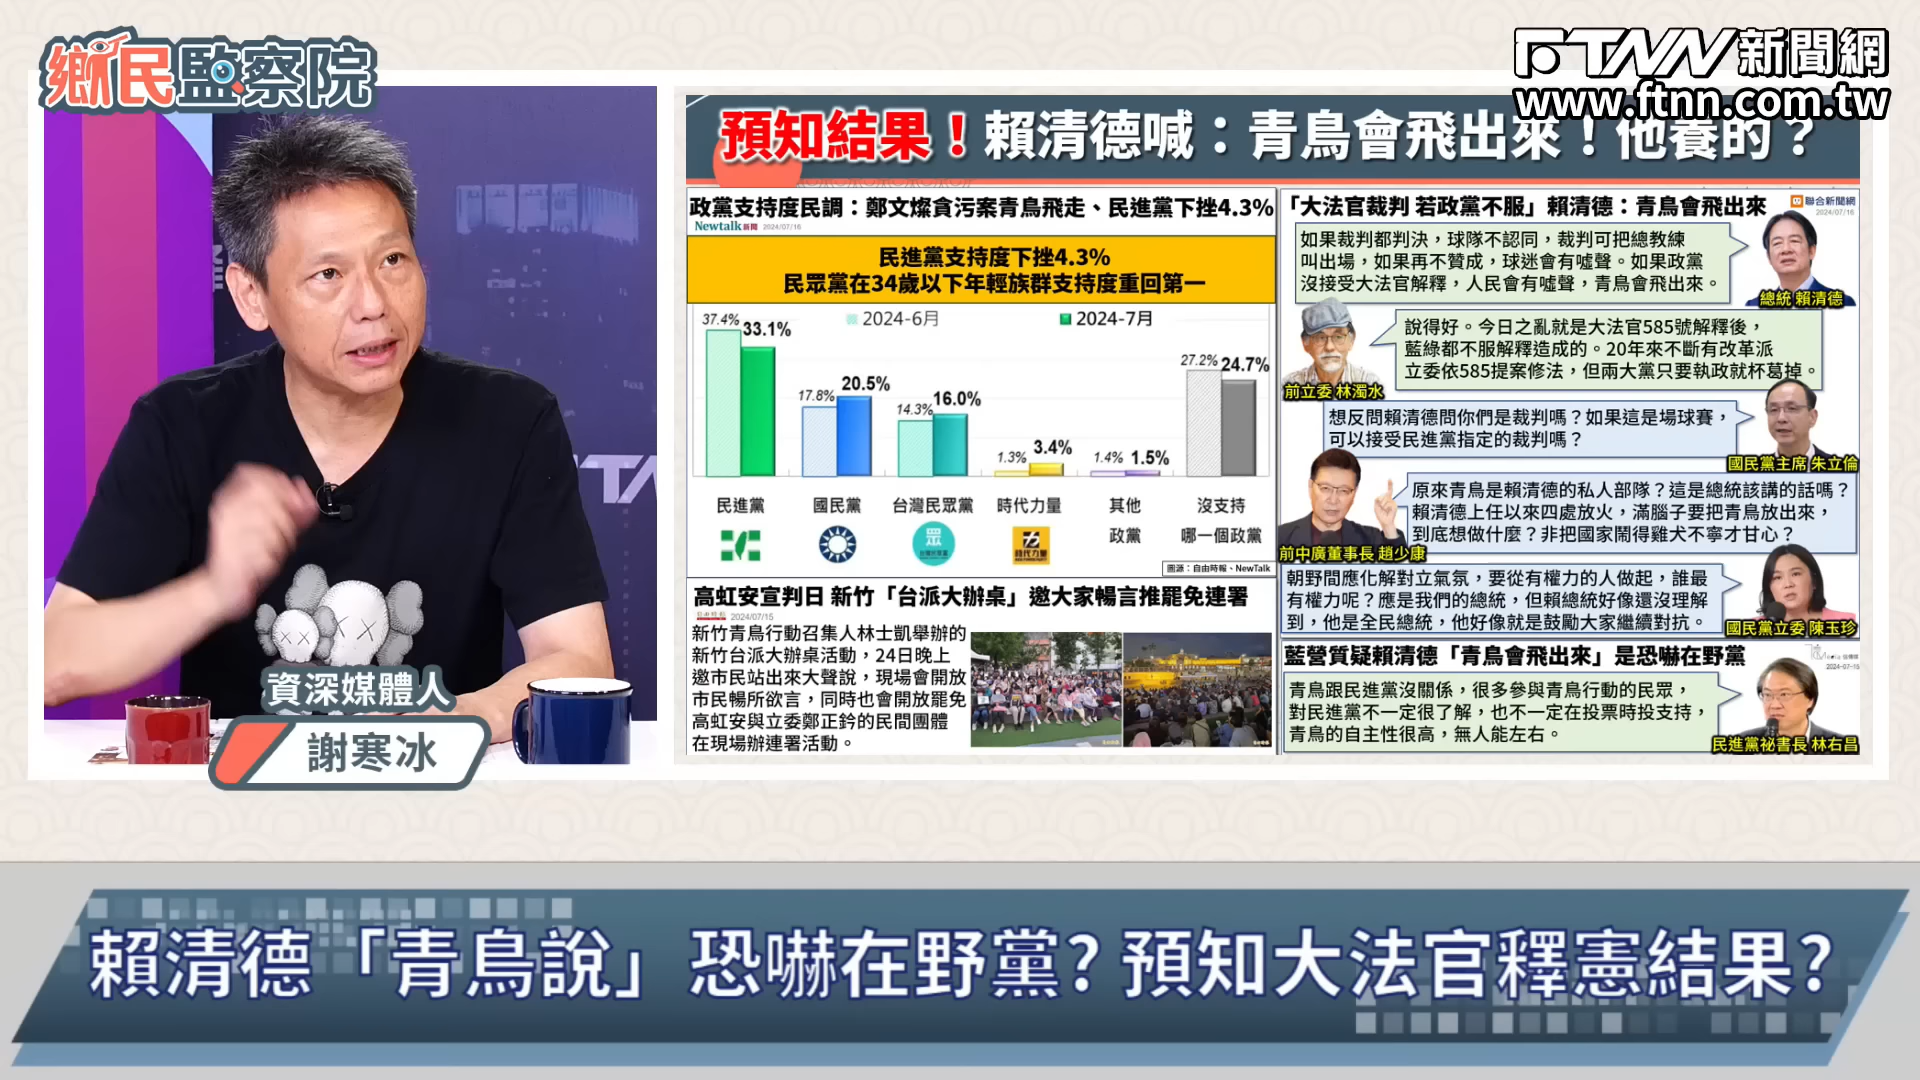 鄉民監察院
FTNN新聞網
www.ftnn.com.tw
預知結果！賴清德喊：青鳥會飛出來！他養的？
政黨支持度民調：鄭文燦貪污案青鳥飛走、民進黨下挫4.3%
Newtalk新聞 2024/07/16
民進黨支持度下挫4.3%
民眾黨在34歲以下年輕族群支持度重回第一
2024-6月
2024-7月
37.4% 33.1%
17.8% 20.5%
14.3% 16.0%
1.3% 3.4%
1.4% 1.5%
27.2% 24.7%
民進黨
國民黨
台灣民眾黨
時代力量
其他
政黨
沒支持
哪一個政黨
眾
台灣民眾黨
時代力量
圖源：自由時報、NewTalk
高虹安宣判日 新竹「台派大辦桌」邀大家暢言推罷免連署
2024/07/15
新竹青鳥行動召集人林士凱舉辦的
新竹台派大辦桌活動，24日晚上
邀市民站出來大聲說，現場會開放
市民暢所欲言，同時也會開放罷免
高虹安與立委鄭正鈐的民間團體
在現場辦連署活動。
「大法官裁判 若政黨不服」賴清德：青鳥會飛出來
聯合新聞網
2024/07/16
如果裁判都判決，球隊不認同，裁判可把總教練
叫出場，如果再不贊成，球迷會有噓聲。如果政黨
沒接受大法官解釋，人民會有噓聲，青鳥會飛出來。
總統 賴清德
說得好。今日之亂就是大法官585號解釋後，
藍綠都不服解釋造成的。20年來不斷有改革派
立委依585提案修法，但兩大黨只要執政就杯葛掉。
前立委 林濁水
想反問賴清德問你們是裁判嗎？如果這是場球賽，
可以接受民進黨指定的裁判嗎？
國民黨主席 朱立倫
原來青鳥是賴清德的私人部隊？這是總統該講的話嗎？
賴清德上任以來四處放火，滿腦子要把青鳥放出來，
到底想做什麼？非把國家鬧得雞犬不寧才甘心？
前中廣董事長 趙少康
朝野間應化解對立氣氛，要從有權力的人做起，誰最
有權力呢？應是我們的總統，但賴總統好像還沒理解
到，他是全民總統，他好像就是鼓勵大家繼續對抗。
國民黨立委 陳玉珍
藍營質疑賴清德「青鳥會飛出來」是恐嚇在野黨
2024-07-15
青鳥跟民進黨沒關係，很多參與青鳥行動的民眾，
對民進黨不一定很了解，也不一定在投票時投支持，
青鳥的自主性很高，無人能左右。
民進黨祕書長 林右昌
資深媒體人
謝寒冰
賴清德「青鳥說」恐嚇在野黨？預知大法官釋憲結果？